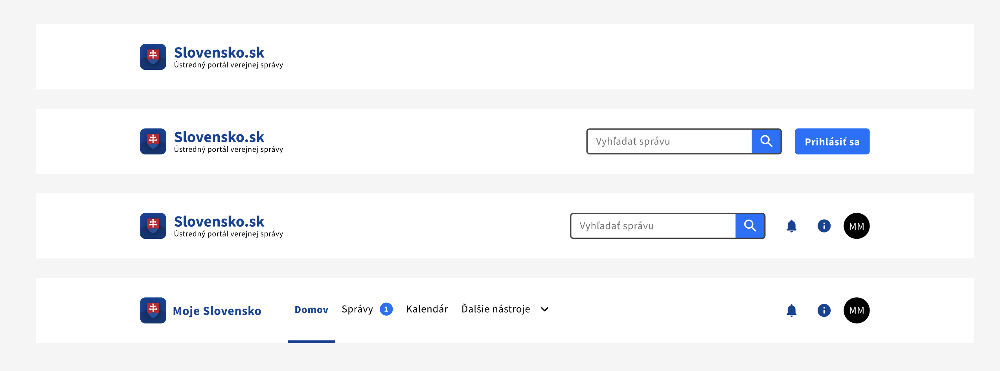 Slovensko.sk
Ústredný portál verejnej správy
Slovensko.sk
Ústredný portál verejnej správy
Vyhľadať správu
Prihlásiť sa
Slovensko.sk
Ústredný portál verejnej správy
Vyhľadať správu
MM
Moje Slovensko
Domov
Správy 1
Kalendár
Ďalšie nástroje
MM